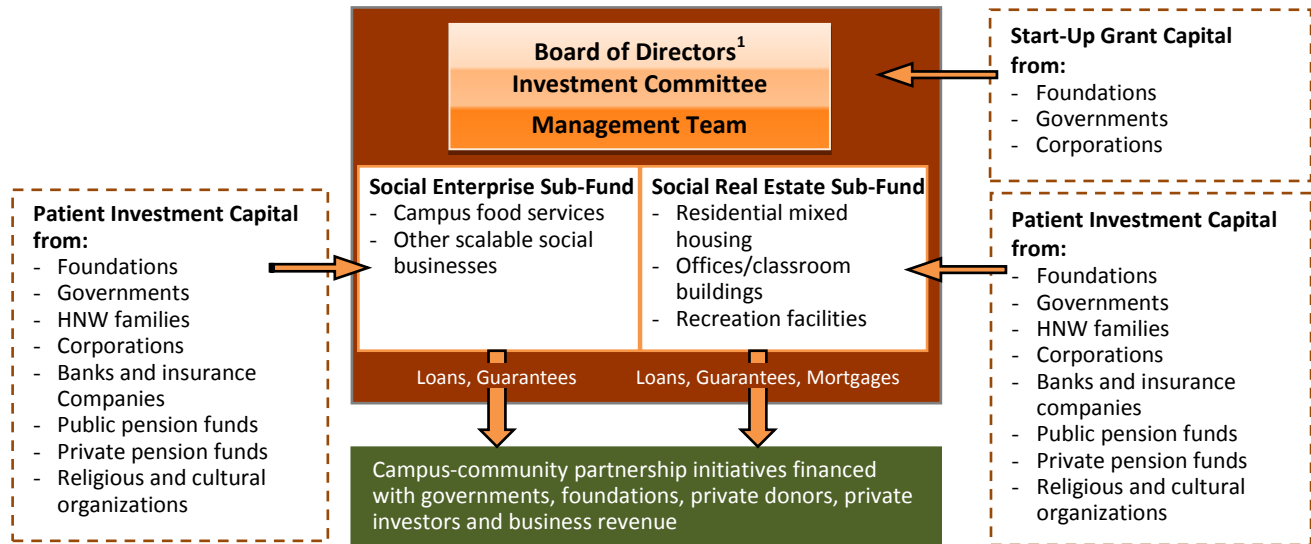 Board of Directors1
Investment Committee
Management Team
Start-Up Grant Capital
from:
- Foundations
- Governments
- Corporations
Patient Investment Capital
from:
- Foundations
- Governments
- HNW families
- Corporations
- Banks and insurance
Companies
- Public pension funds
- Private pension funds
- Religious and cultural
organizations
Social Enterprise Sub-Fund
- Campus food services
- Other scalable social
businesses
Social Real Estate Sub-Fund
- Residential mixed
housing
- Offices/classroom
buildings
- Recreation facilities
Patient Investment Capital
from:
- Foundations
- Governments
- HNW families
- Corporations
- Banks and insurance
companies
- Public pension funds
- Private pension funds
- Religious and cultural
organizations
Loans, Guarantees
Loans, Guarantees, Mortgages
Campus-community partnership initiatives financed
with governments, foundations, private donors, private
investors and business revenue